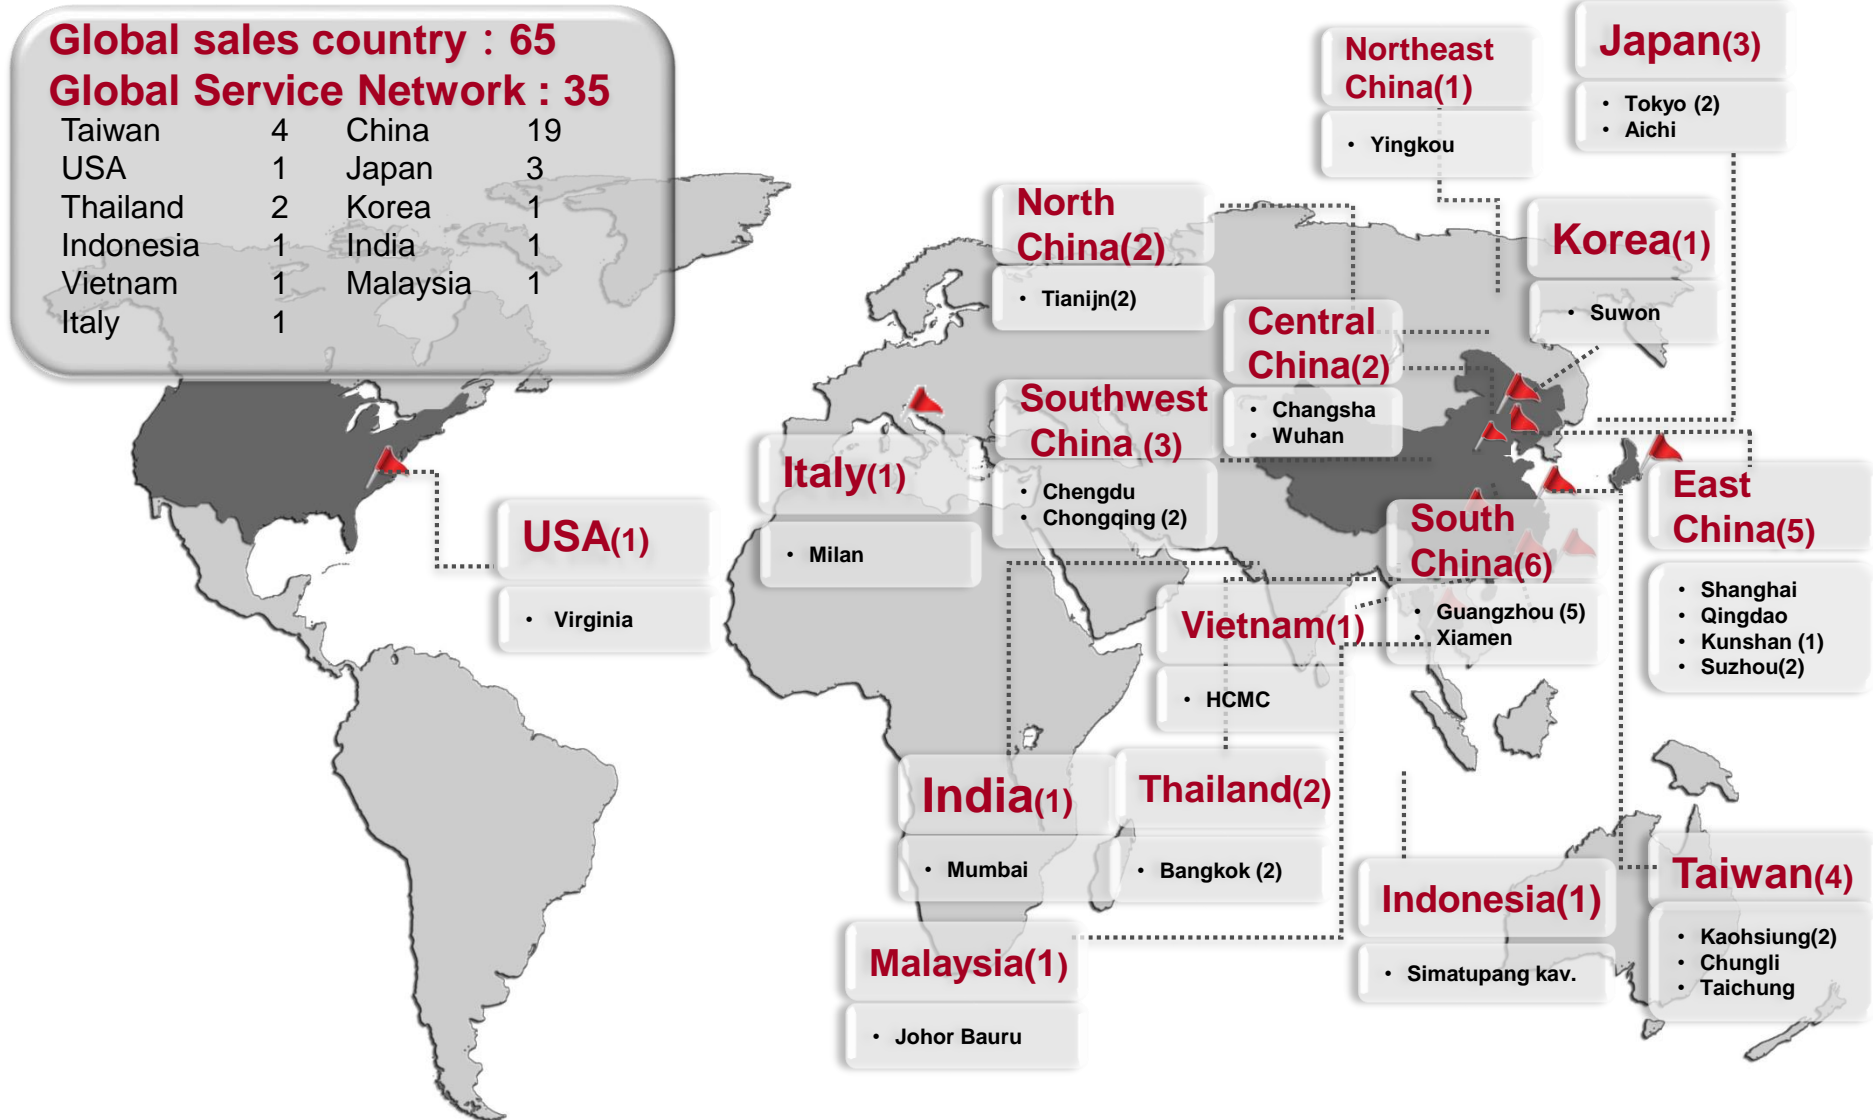 Global sales country：65
Global Service Network : 35
Taiwan 4 China 19
USA 1 Japan 3
Thailand 2 Korea 1
Indonesia 1 India 1
Vietnam 1 Malaysia 1
Italy 1
Northeast
China(1)
• Yingkou
Japan(3)
• Tokyo (2)
• Aichi
North
China(2)
• Tianijn(2)
Korea(1)
• Suwon
Central
China(2)
• Changsha
• Wuhan
Southwest
China (3)
• Chengdu
• Chongqing (2)
Italy(1)
• Milan
USA(1)
• Virginia
South
China(6)
• Guangzhou (5)
• Xiamen
East
China(5)
• Shanghai
• Qingdao
• Kunshan (1)
• Suzhou(2)
Vietnam(1)
• HCMC
India(1)
• Mumbai
Thailand(2)
• Bangkok (2)
Indonesia(1)
• Simatupang kav.
Taiwan(4)
• Kaohsiung(2)
• Chungli
• Taichung
Malaysia(1)
• Johor Bauru